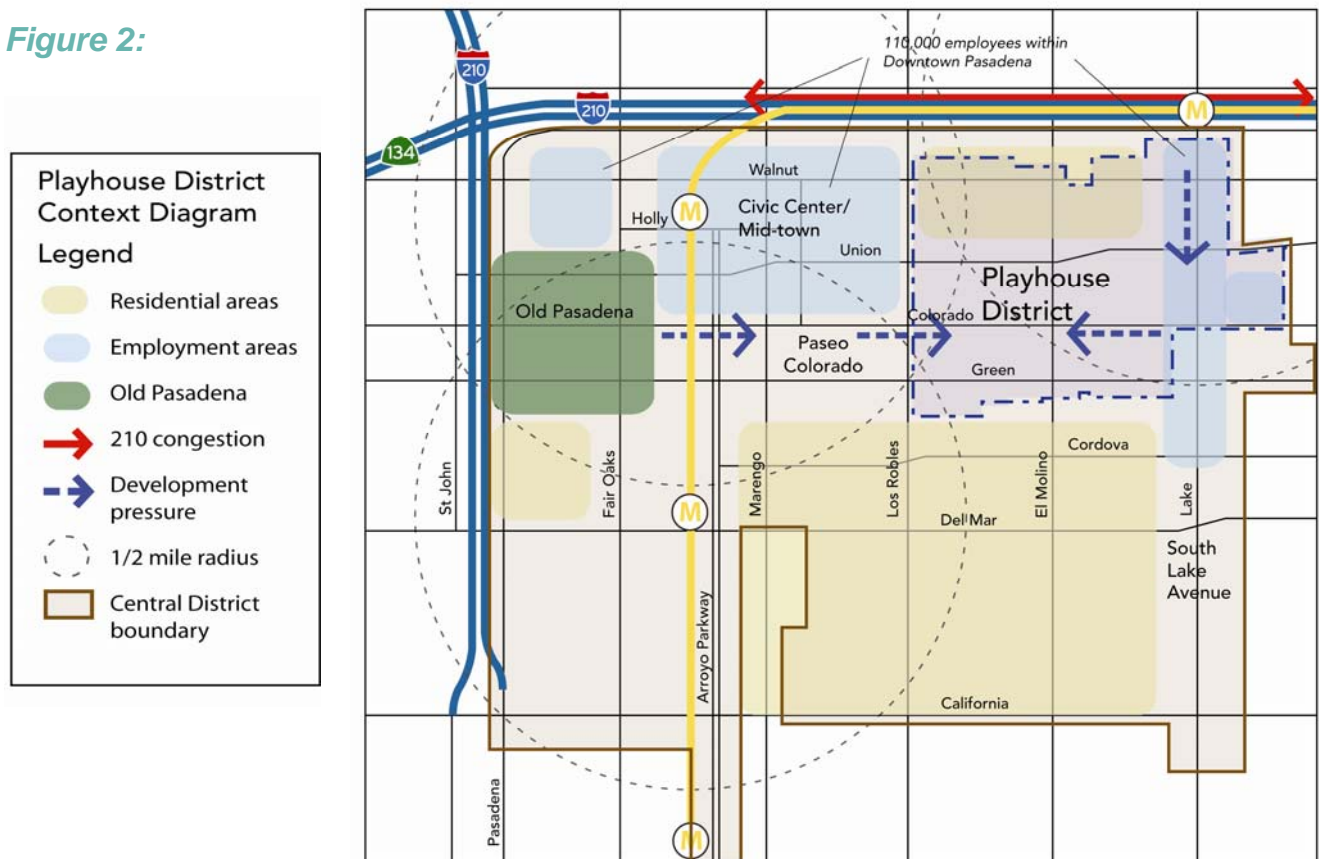 Figure 2:
Playhouse District
Context Diagram
Legend
Residential areas
Employment areas
Old Pasadena
210 congestion
Development
pressure
1/2 mile radius
Central District
boundary
110,000 employees within
Downtown Pasadena
210
210
134
M
Walnut
M
Holly
Civic Center/
Mid-town
Union
Playhouse
District
Old Pasadena
Colorado
Paseo
Colorado
Green
Cordova
St John
Fair Oaks
Marengo
Los Robles
El Molino
Lake
M
Del Mar
South
Lake
Avenue
Arroyo Parkway
California
Pasadena
M